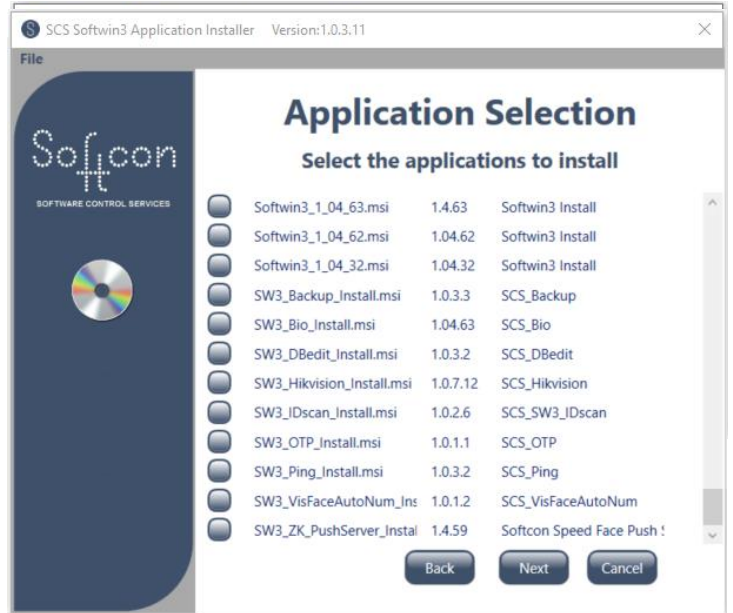 SCS Softwin3 Application Installer Version:1.0.3.11
File
Softcon
SOFTWARE CONTROL SERVICES
Application Selection
Select the applications to install
Softwin3_1_04_63.msi 1.4.63 Softwin3 Install
Softwin3_1_04_62.msi 1.04.62 Softwin3 Install
Softwin3_1_04_32.msi 1.04.32 Softwin3 Install
SW3_Backup_Install.msi 1.0.3.3 SCS_Backup
SW3_Bio_Install.msi 1.04.63 SCS_Bio
SW3_DBedit_Install.msi 1.0.3.2 SCS_DBedit
SW3_Hikvision_Install.msi 1.0.7.12 SCS_Hikvision
SW3_IDscan_Install.msi 1.0.2.6 SCS_SW3_IDscan
SW3_OTP_Install.msi 1.0.1.1 SCS_OTP
SW3_Ping_Install.msi 1.0.3.2 SCS_Ping
SW3_VisFaceAutoNum_Ins 1.0.1.2 SCS_VisFaceAutoNum
SW3_ZK_PushServer_Instal 1.4.59 Softcon Speed Face Push S
Back Next Cancel